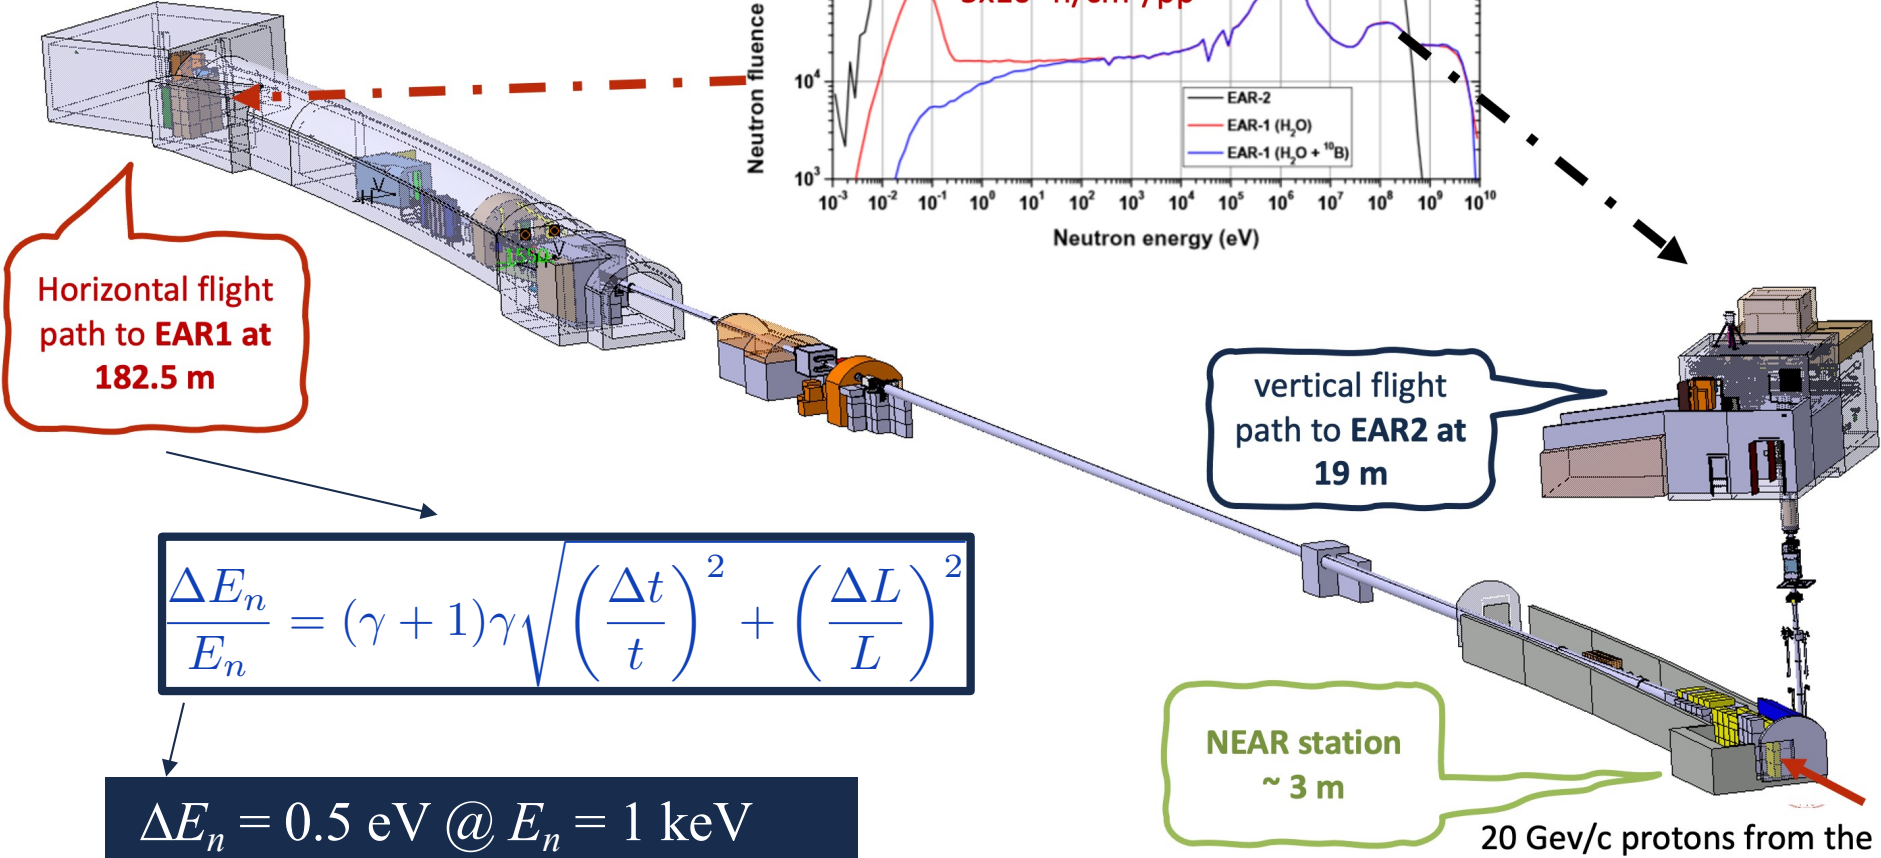 Neutron fluence
10⁴
10³
EAR-2
EAR-1 (H₂O)
EAR-1 (H₂O + ¹⁰B)
10⁻³ 10⁻² 10⁻¹ 10⁰ 10¹ 10² 10³ 10⁴ 10⁵ 10⁶ 10⁷ 10⁸ 10⁹ 10¹⁰
Neutron energy (eV)
Horizontal flight
path to EAR1 at
182.5 m
vertical flight
path to EAR2 at
19 m
ΔEₙ/Eₙ = (γ + 1)γ√((Δt/t)² + (ΔL/L)²)
NEAR station
~ 3 m
ΔEₙ = 0.5 eV @ Eₙ = 1 keV
20 Gev/c protons from the